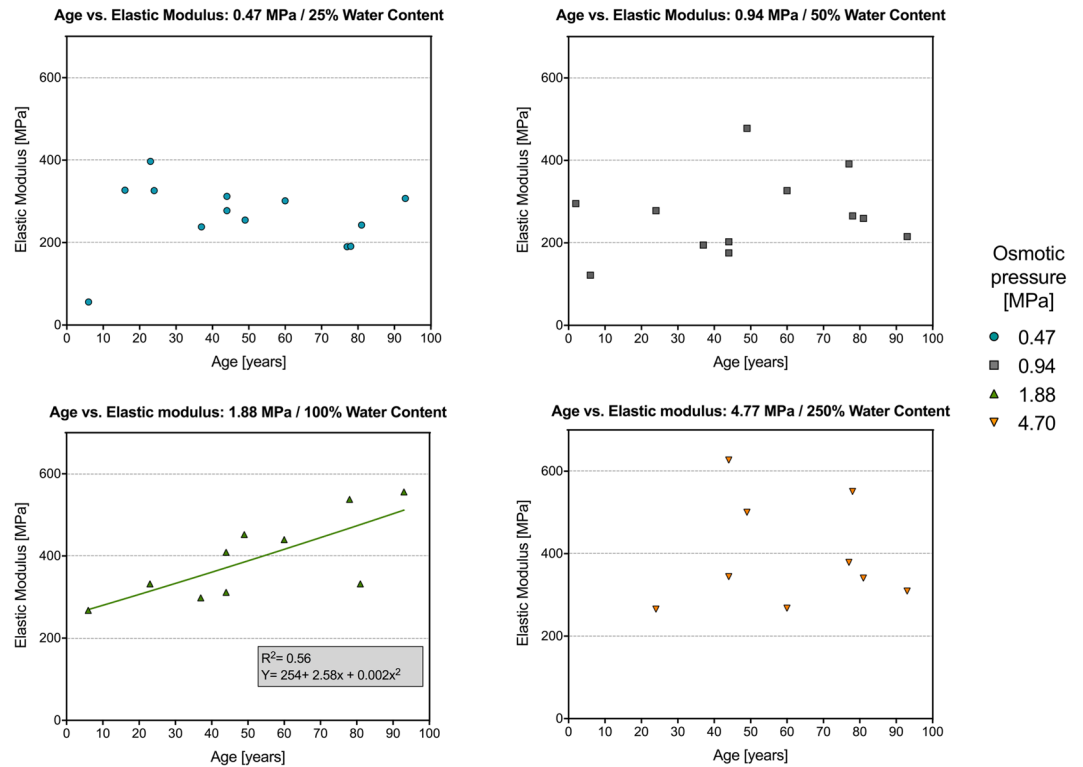 Age vs. Elastic Modulus: 0.47 MPa / 25% Water Content
Elastic Modulus [MPa]
600
400
200
0
0 10 20 30 40 50 60 70 80 90 100
Age [years]
Age vs. Elastic Modulus: 0.94 MPa / 50% Water Content
Elastic Modulus [MPa]
600
400
200
0
0 10 20 30 40 50 60 70 80 90 100
Age [years]
Age vs. Elastic modulus: 1.88 MPa / 100% Water Content
Elastic Modulus [MPa]
600
400
200
0
R²= 0.56
Y= 254+ 2.58x + 0.002x²
0 10 20 30 40 50 60 70 80 90 100
Age [years]
Age vs. Elastic modulus: 4.77 MPa / 250% Water Content
Elastic Modulus [MPa]
600
400
200
0
0 10 20 30 40 50 60 70 80 90 100
Age [years]
Osmotic
pressure
[MPa]
0.47
0.94
1.88
4.70